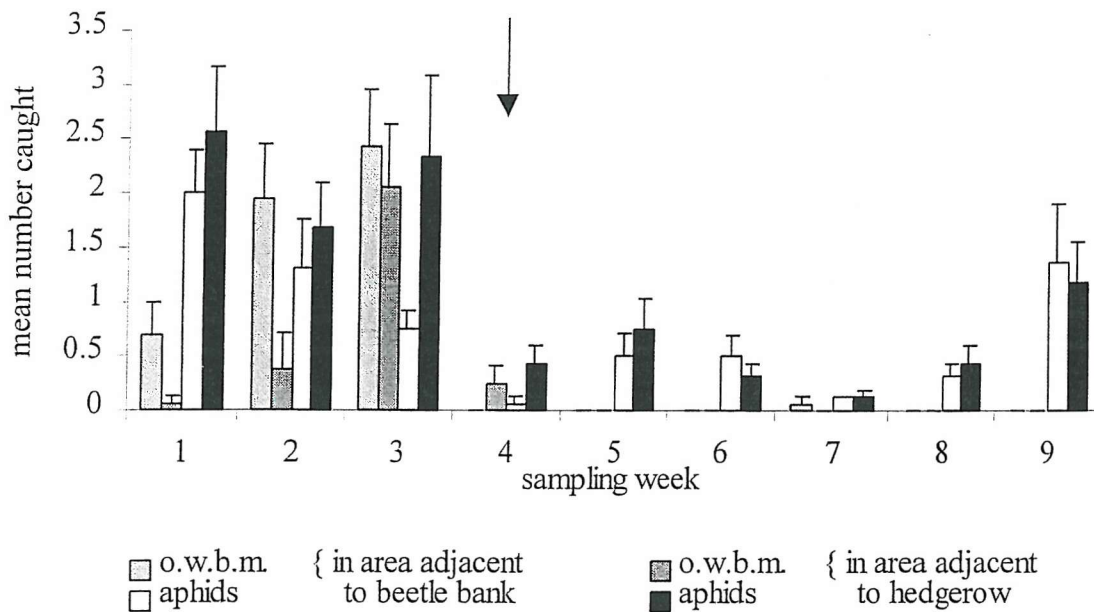 3.5
3
2.5
2
1.5
1
0.5
0
mean number caught
1 2 3 4 5 6 7 8 9
sampling week
o.w.b.m. { in area adjacent
aphids to beetle bank
o.w.b.m. { in area adjacent
aphids to hedgerow